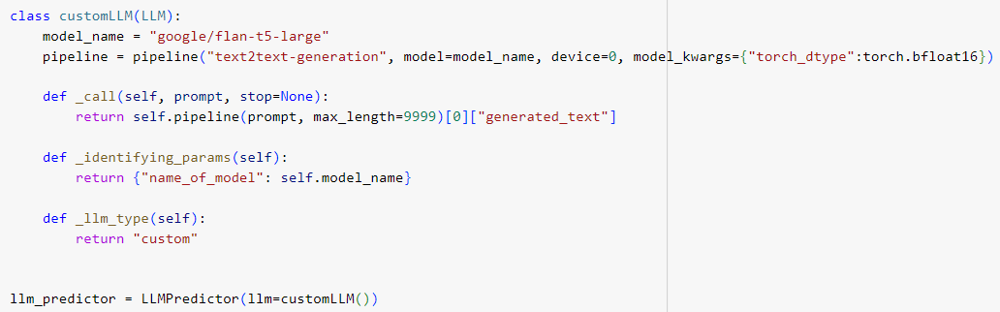 class customLLM(LLM):
    model_name = "google/flan-t5-large"
    pipeline = pipeline("text2text-generation", model=model_name, device=0, model_kwargs={"torch_dtype":torch.bfloat16})
    def _call(self, prompt, stop=None):
        return self.pipeline(prompt, max_length=9999)[0]["generated_text"]
    def _identifying_params(self):
        return {"name_of_model": self.model_name}
    def _llm_type(self):
        return "custom"
llm_predictor = LLMPredictor(llm=customLLM())